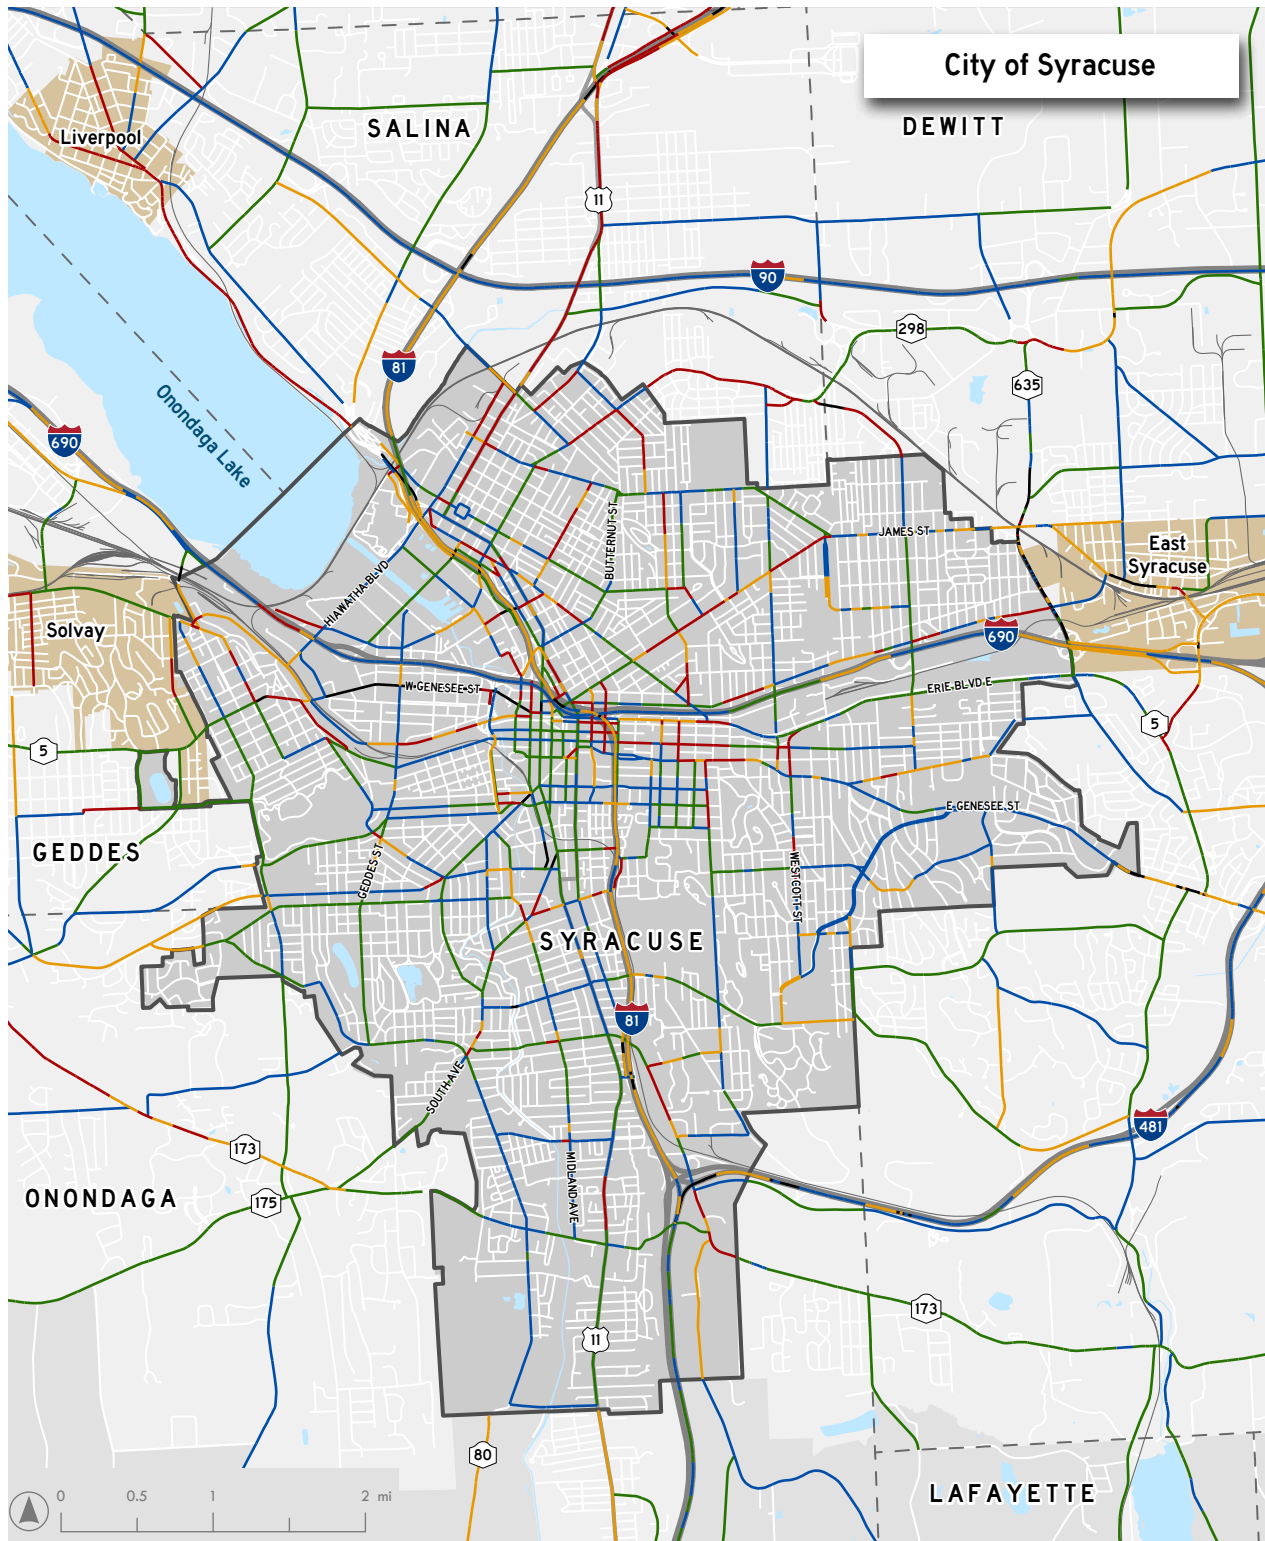 City of Syracuse
SALINA
DEWITT
Liverpool
11
90
298
81
635
Onondaga Lake
690
BUTTERNUT ST
JAMES ST
East
Syracuse
HIAWATHA BLVD
Solvay
690
W GENESEE ST
ERIE BLVD E
5
5
E GENESEE ST
GEDDES
GEDDES ST
WESTCOTT ST
SYRACUSE
81
SOUTH AVE
481
173
MIDLAND AVE
ONONDAGA
175
173
11
80
LAFAYETTE
0 0.5 1 2 mi